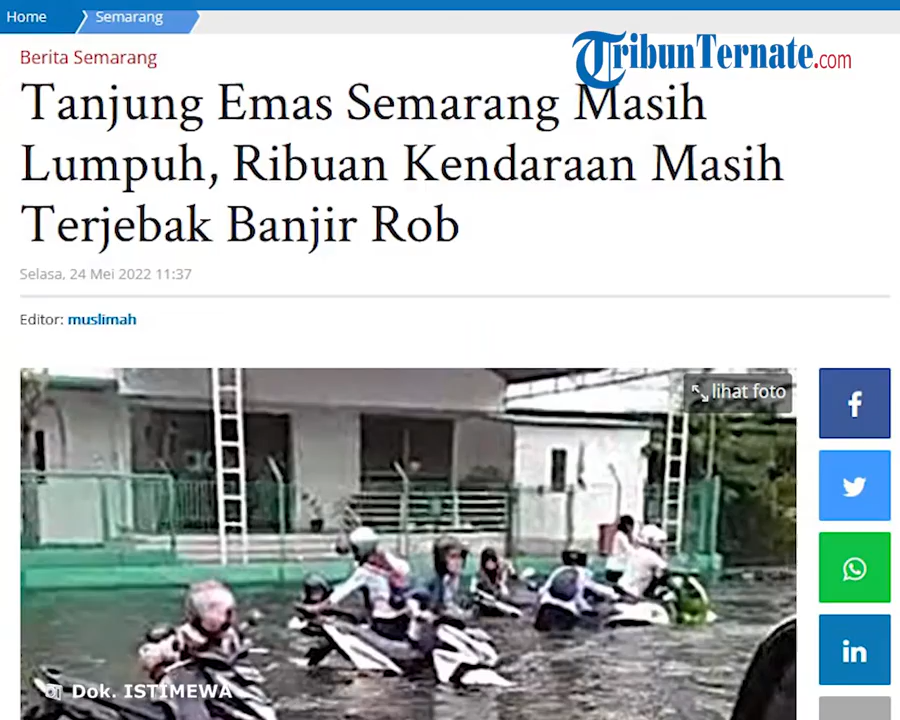 Home
Semarang
Berita Semarang
TribunTernate.com
Tanjung Emas Semarang Masih
Lumpuh, Ribuan Kendaraan Masih
Terjebak Banjir Rob
Selasa, 24 Mei 2022 11:37
Editor: muslimah
lihat foto
f
in
Dok. ISTIMEWA